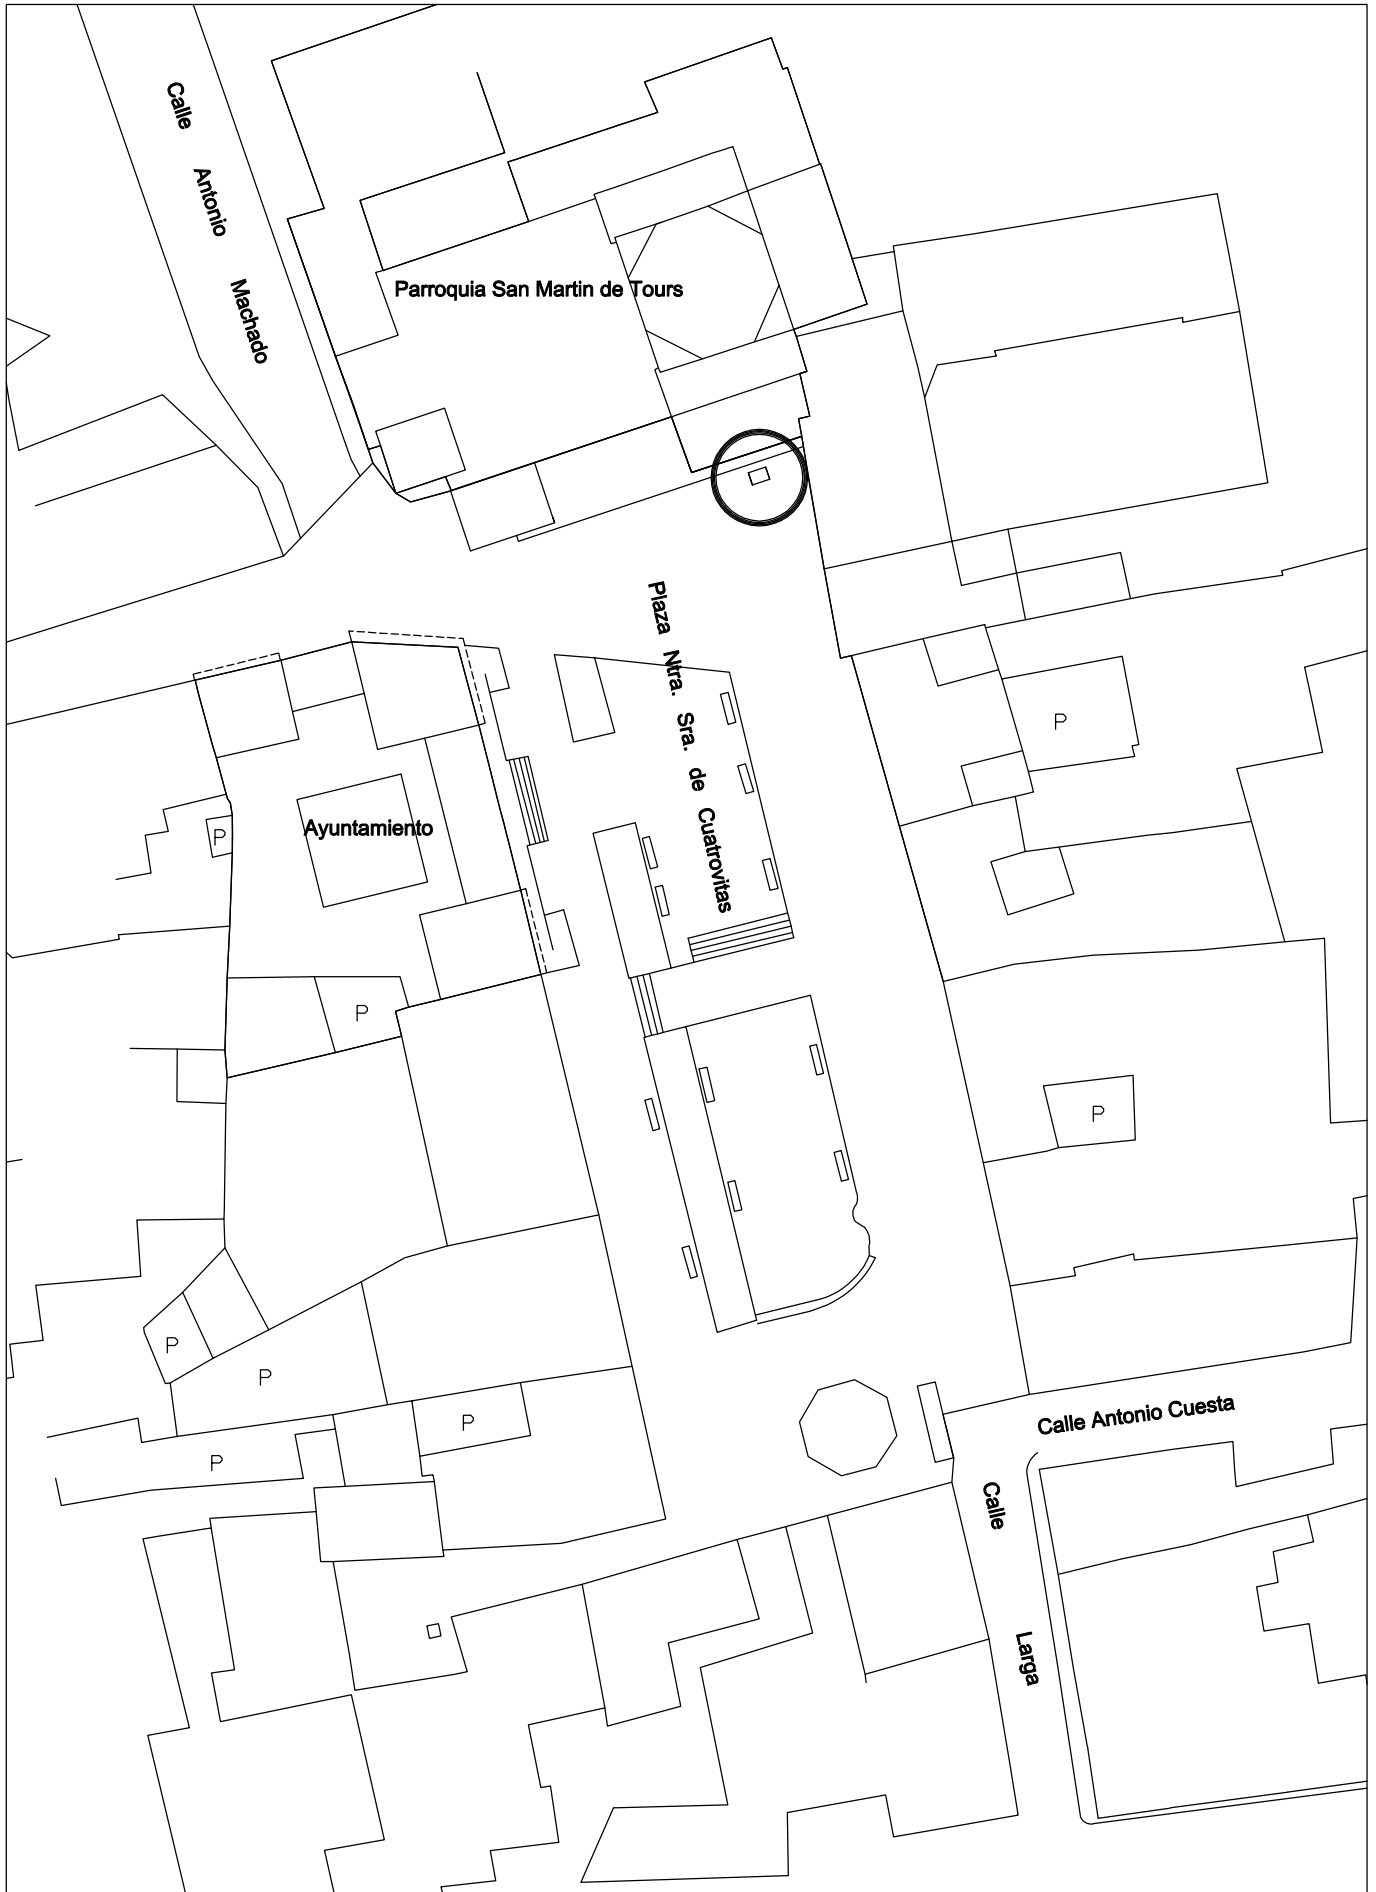 Calle Antonio Machado
Parroquia San Martin de Tours
Plaza Ntra. Sra. de Cuatrovitas
P
P
Ayuntamiento
P
P
P
P
P
Calle Antonio Cuesta
P
Calle Larga